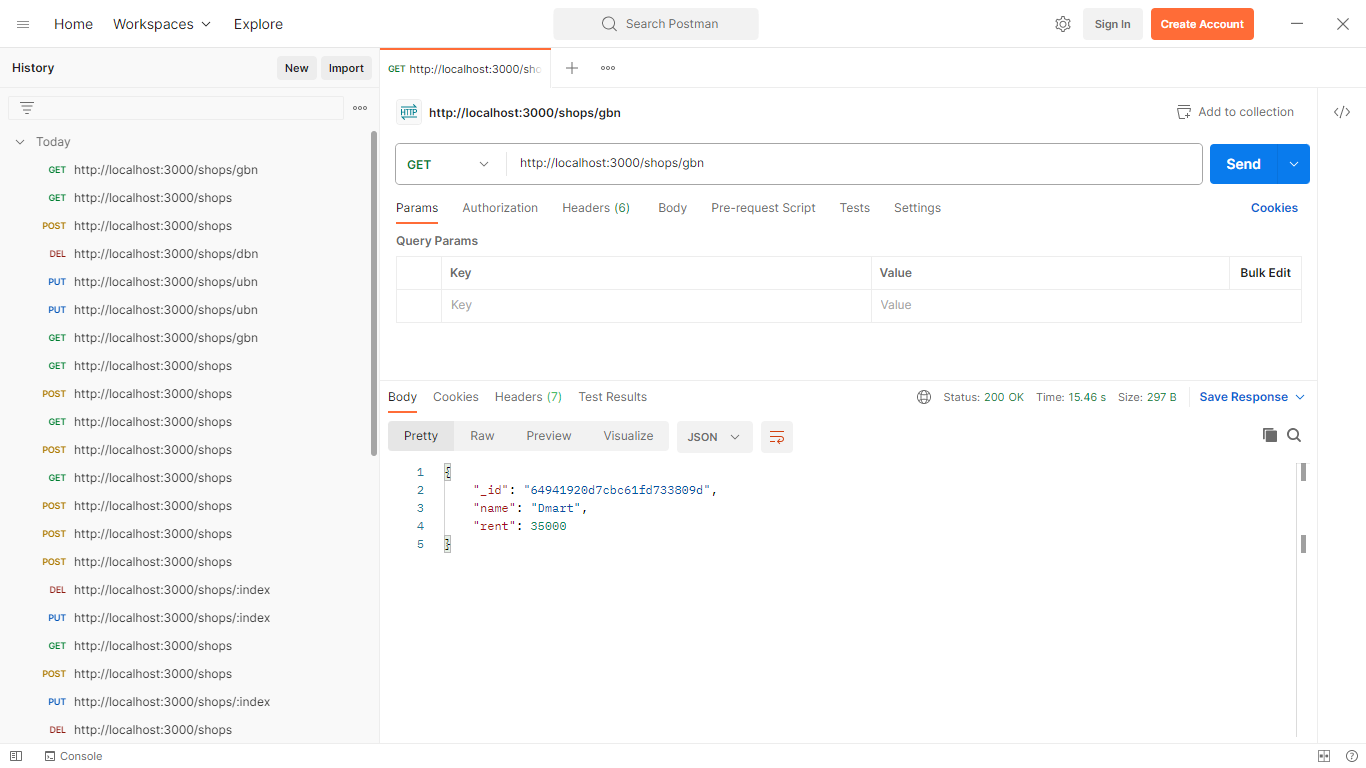 Home Workspaces Explore Search Postman Sign In Create Account
History New Import
GET http://localhost:3000/sho
Today
GET http://localhost:3000/shops/gbn
GET http://localhost:3000/shops
POST http://localhost:3000/shops
DEL http://localhost:3000/shops/dbn
PUT http://localhost:3000/shops/ubn
PUT http://localhost:3000/shops/ubn
GET http://localhost:3000/shops/gbn
GET http://localhost:3000/shops
POST http://localhost:3000/shops
GET http://localhost:3000/shops
POST http://localhost:3000/shops
GET http://localhost:3000/shops
POST http://localhost:3000/shops
POST http://localhost:3000/shops
POST http://localhost:3000/shops
DEL http://localhost:3000/shops/:index
PUT http://localhost:3000/shops/:index
GET http://localhost:3000/shops
POST http://localhost:3000/shops
PUT http://localhost:3000/shops/:index
DEL http://localhost:3000/shops
HTTP http://localhost:3000/shops/gbn Add to collection </>
GET http://localhost:3000/shops/gbn Send
Params Authorization Headers (6) Body Pre-request Script Tests Settings Cookies
Query Params
Key Value Bulk Edit
Key Value
Body Cookies Headers (7) Test Results Status: 200 OK Time: 15.46 s Size: 297 B Save Response
Pretty Raw Preview Visualize JSON
1 {
2 "_id": "64941920d7cbc61fd733809d",
3 "name": "Dmart",
4 "rent": 35000
5 }
Console